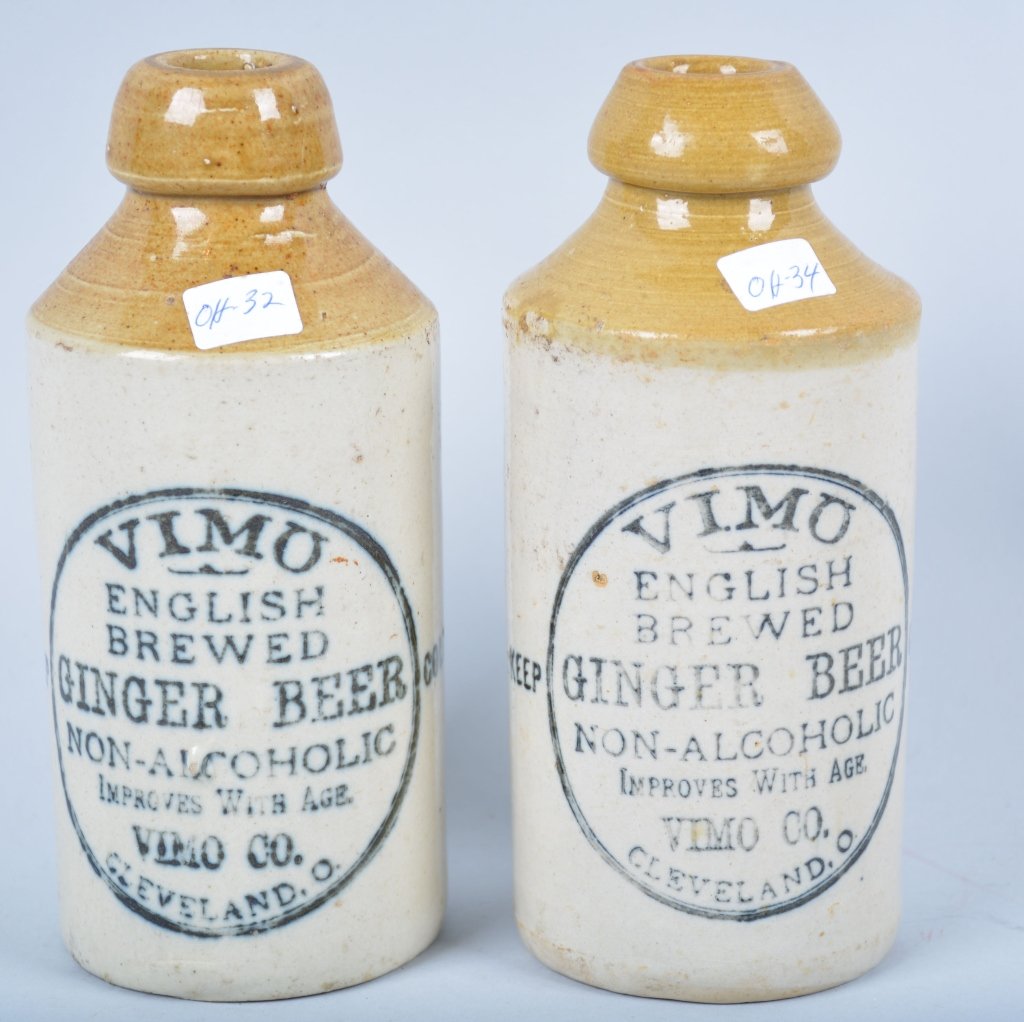 OH-32
VIMO
ENGLISH
BREWED
GINGER BEER
NON-ALCOHOLIC
IMPROVES WITH AGE.
VIMO CO.
CLEVELAND, O.
OH-34
KEEP
VIMO
ENGLISH
BREWED
GINGER BEER
NON-ALCOHOLIC
IMPROVES WITH AGE.
VIMO CO.
CLEVELAND, O.